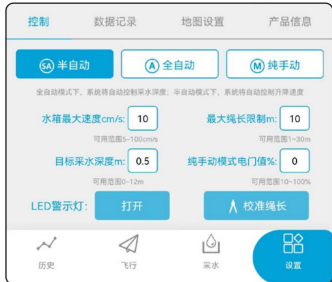 控制 数据记录 地图设置 产品信息
SA 半自动 A 全自动 M 纯手动
全自动模式下，系统将自动控制采水深度；半自动模式下，系统将自动控制升降速度
水箱最大速度cm/s: 10 最大绳长限制m: 10
可用范围5~100cm/s 可用范围1~30m
目标采水深度m: 0.5 纯手动模式电门值%: 0
可用范围0-12m 可用范围10~100%
LED警示灯: 打开 校准绳长
历史 飞行 采水 设置